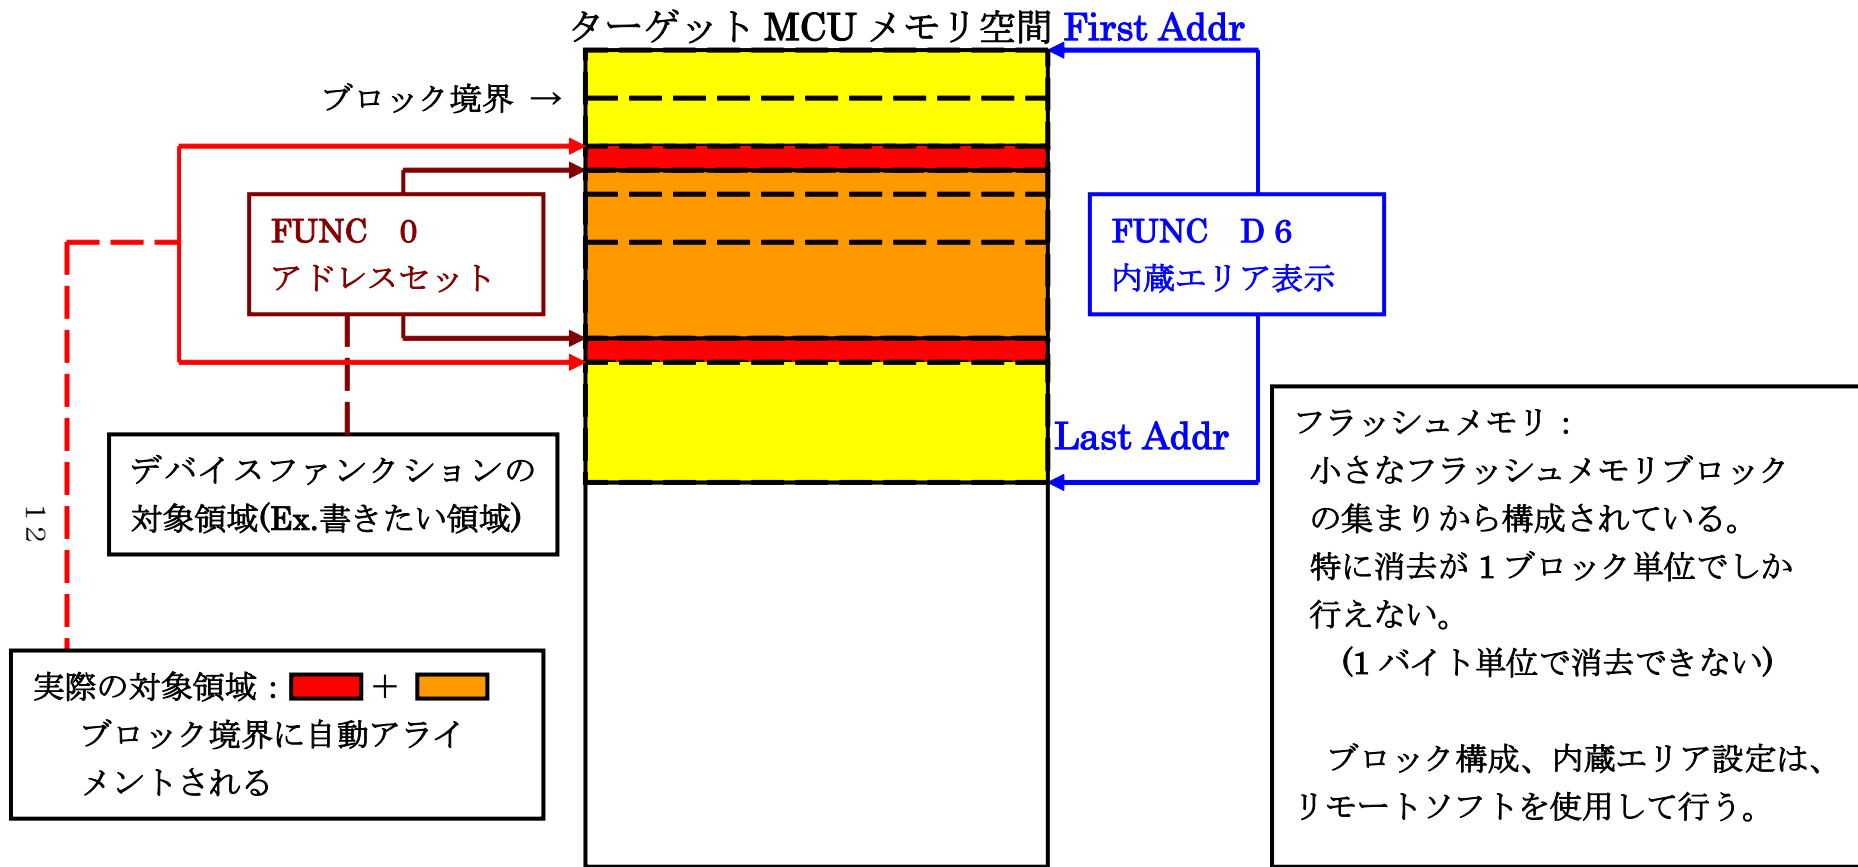 ターゲット MCU メモリ空間 First Addr
ブロック境界 →
FUNC 0
アドレスセット
FUNC D 6
内蔵エリア表示
Last Addr
デバイスファンクションの
対象領域(Ex.書きたい領域)
12
実際の対象領域: +
ブロック境界に自動アライ
メントされる
フラッシュメモリ:
小さなフラッシュメモリブロック
の集まりから構成されている。
特に消去が 1 ブロック単位でしか
行えない。
(1 バイト単位で消去できない)
ブロック構成、内蔵エリア設定は、
リモートソフトを使用して行う。